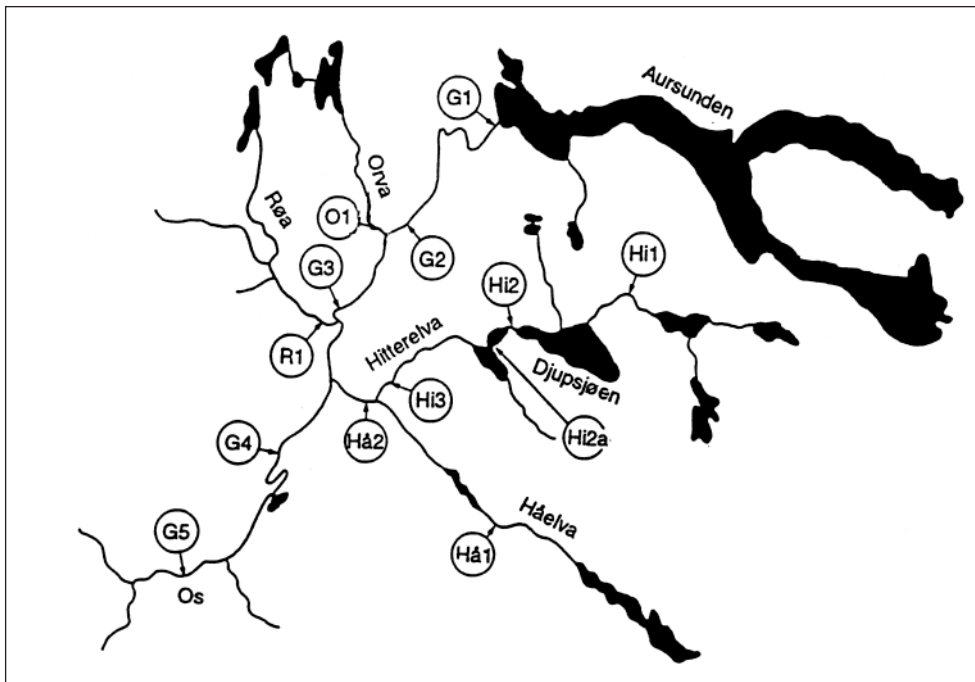 Aursunden
G1
Orva
Røa
O1
G2
G3
Hi1
Hi2
R1
Hitterelva
Djupsjøen
Hi3
Hå2
Hi2a
G4
Håelva
G5
Hå1
Os